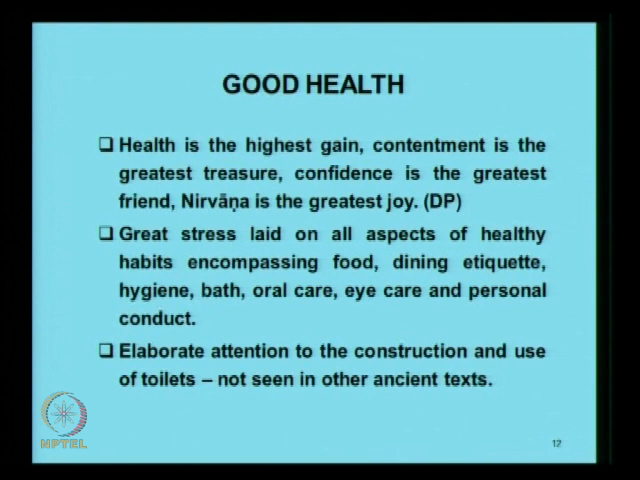 GOOD HEALTH
❑ Health is the highest gain, contentment is the
greatest treasure, confidence is the greatest
friend, Nirvāṇa is the greatest joy. (DP)
❑ Great stress laid on all aspects of healthy
habits encompassing food, dining etiquette,
hygiene, bath, oral care, eye care and personal
conduct.
❑ Elaborate attention to the construction and use
of toilets – not seen in other ancient texts.
NPTEL
12